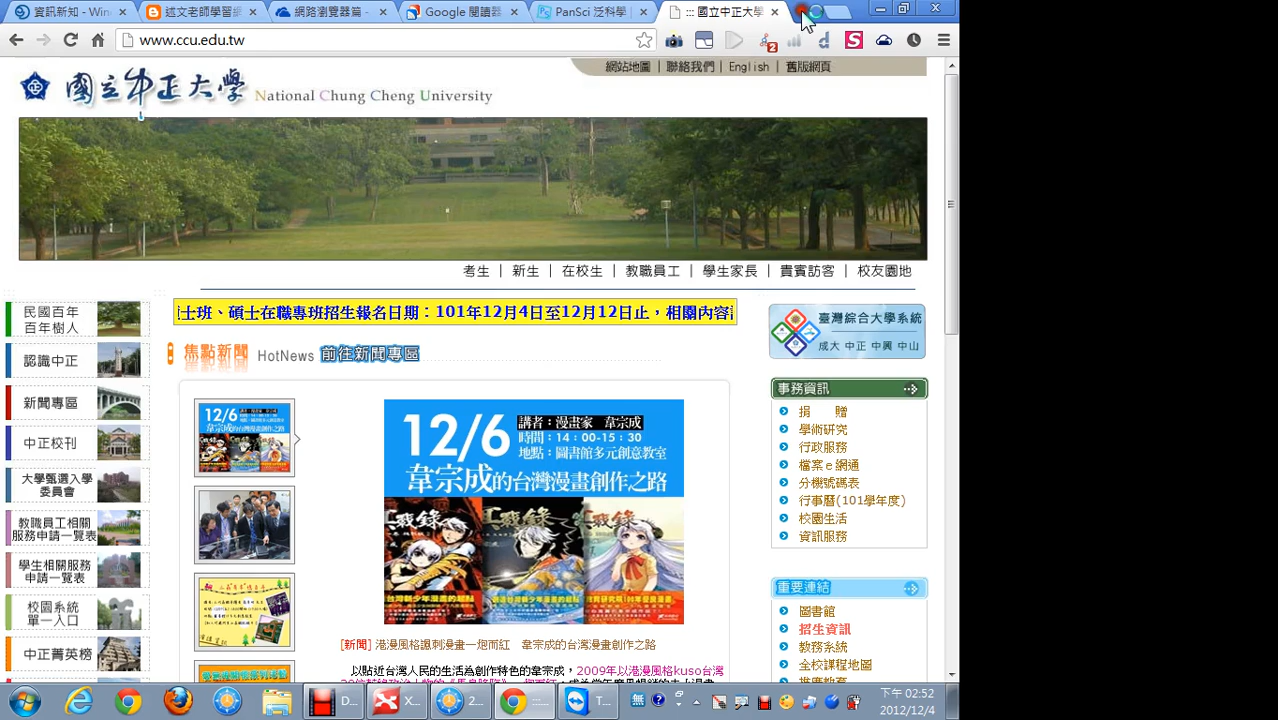 資訊新知 - Win
述文老師學習網
網路瀏覽器篇 -
Google 閱讀器
PanSci 泛科學
::: 國立中正大學
www.ccu.edu.tw
2
網站地圖 | 聯絡我們 | English | 舊版網頁
國立中正大學 National Chung Cheng University
考生 | 新生 | 在校生 | 教職員工 | 學生家長 | 貴賓訪客 | 校友園地
士班、碩士在職專班招生報名日期：101年12月4日至12月12日止，相關內容
民國百年
百年樹人
認識中正
新聞專區
中正校刊
大學甄選入學
委員會
教職員工相關
服務申請一覽表
學生相關服務
申請一覽表
校園系統
單一入口
中正菁英榜
焦點新聞 HotNews 前往新聞專區
12/6
講者：漫畫家 韋宗成
時間：14：00-15：30
地點：圖書館多元創意教室
韋宗成的台灣漫畫創作之路
[新聞] 港漫風格諷刺漫畫一炮而紅 韋宗成的台灣漫畫創作之路
以貼近台灣人民的生活為創作特色的韋宗成，2009年以港漫風格kuso台灣
臺灣綜合大學系統
成大 中正 中興 中山
事務資訊
捐 贈
學術研究
行政服務
檔案e網通
分機號碼表
行事曆(101學年度)
校園生活
資訊服務
重要連結
圖書館
招生資訊
教務系統
全校課程地圖
推廣教育
D...
X...
2...
:::...
T...
無
下午 02:52
2012/12/4